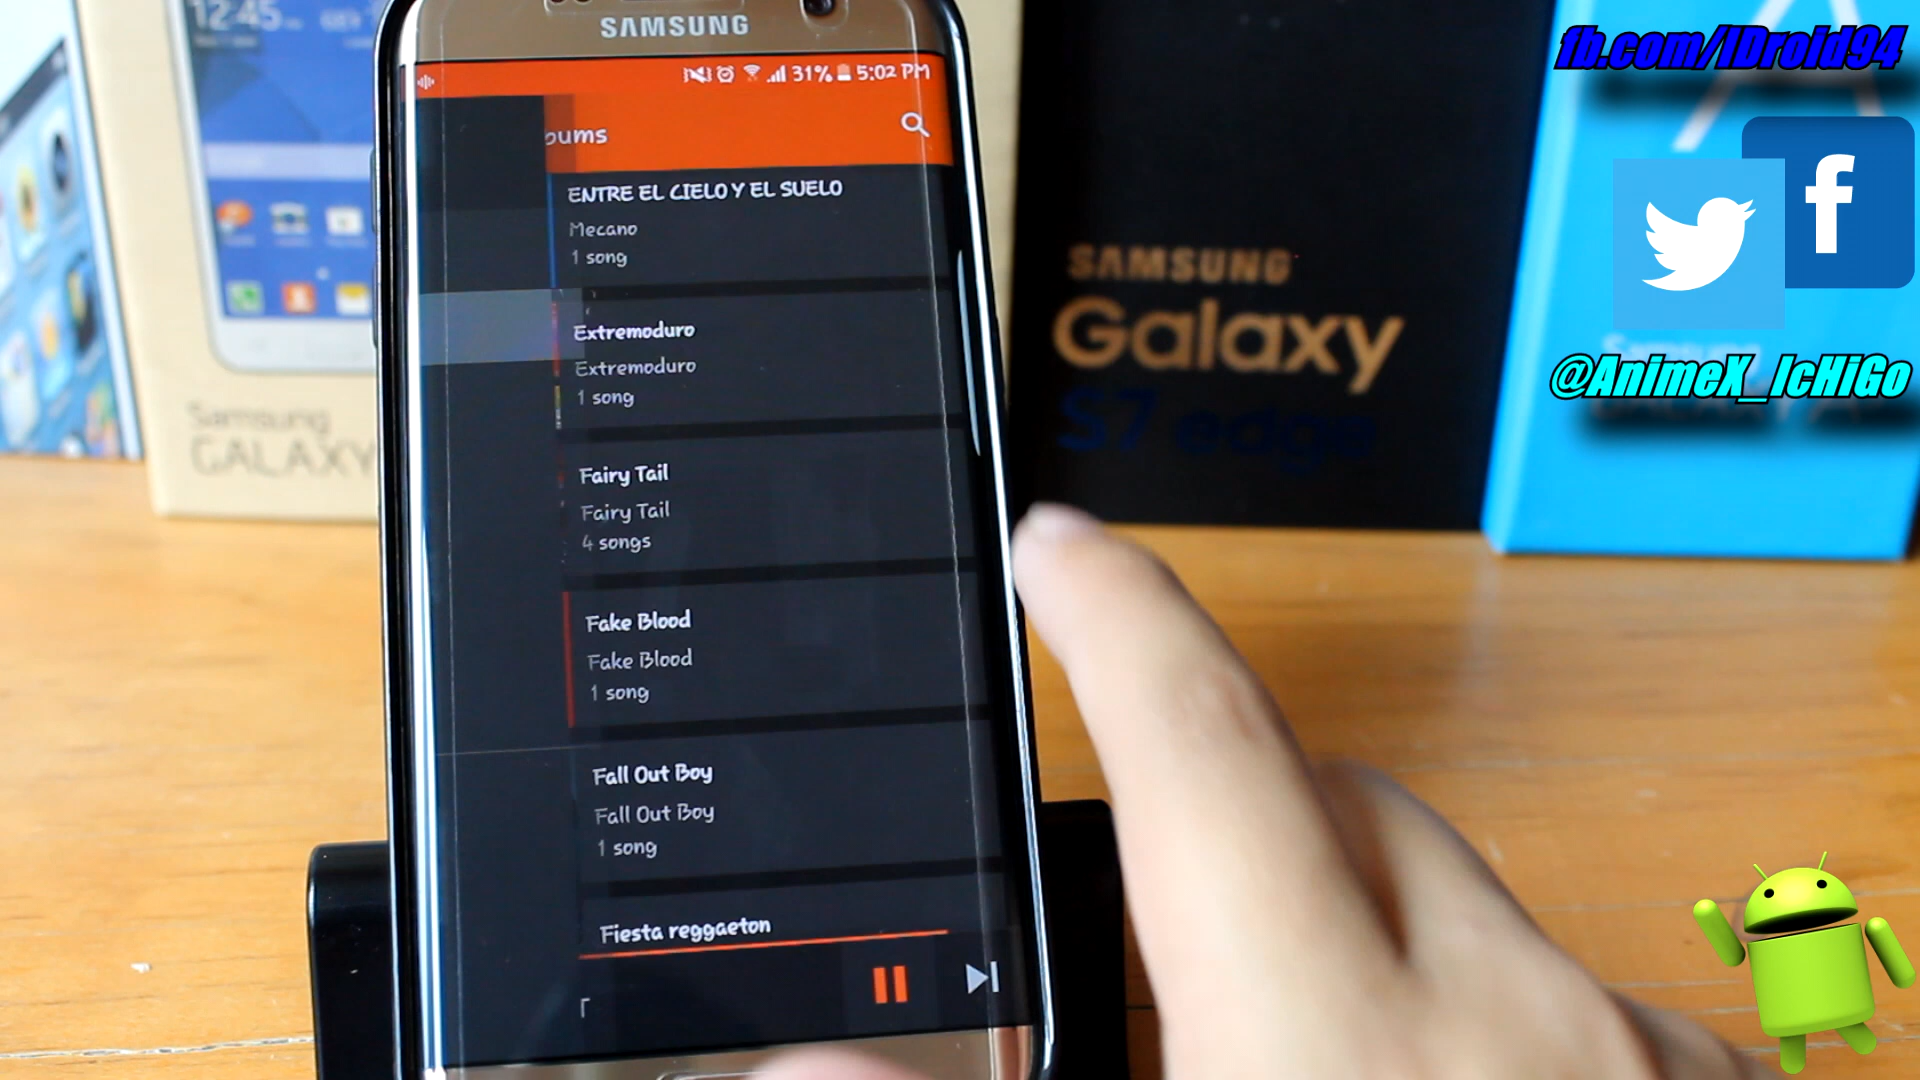 12:45
SAMSUNG
31% 5:02 PM
bums
ENTRE EL CIELO Y EL SUELO
Mecano
1 song
Extremoduro
Extremoduro
1 song
Fairy Tail
Fairy Tail
4 songs
Fake Blood
Fake Blood
1 song
Fall Out Boy
Fall Out Boy
1 song
Fiesta reggaeton
Samsung
GALAXY
SAMSUNG
Galaxy
S7 edge
fb.com/IDroid94
f
Samsung
@AnimeX_IcHiGo